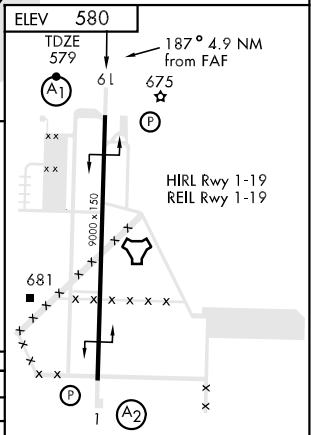 ELEV 580
TDZE
579
187° 4.9 NM
from FAF
A1
19
675
P
HIRL Rwy 1-19
REIL Rwy 1-19
9000 x 150
681
P
1
A2